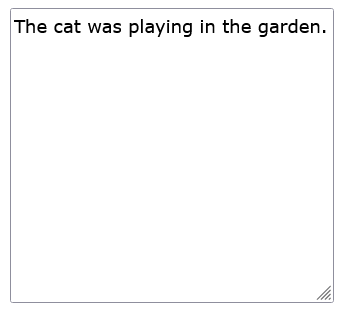 The cat was playing in the garden.